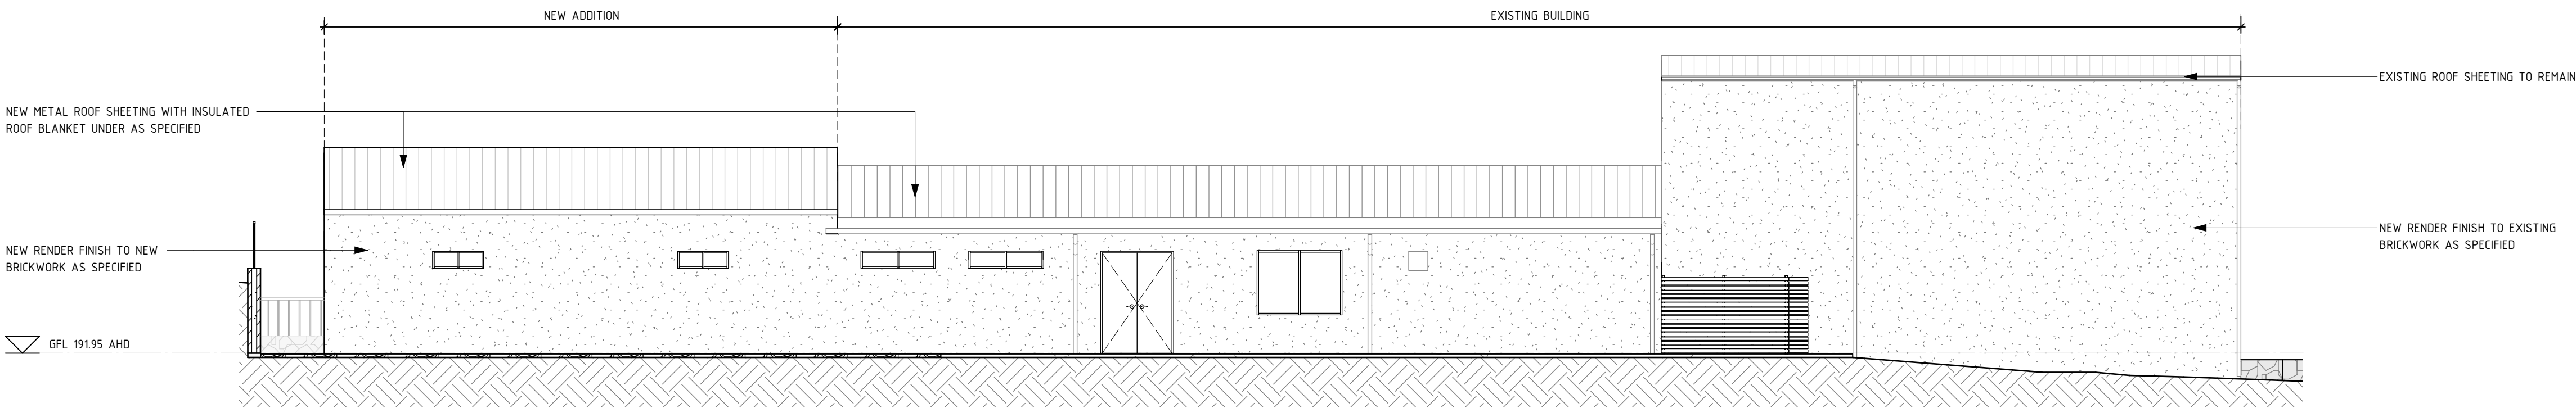 NEW ADDITION
EXISTING BUILDING
EXISTING ROOF SHEETING TO REMAIN
NEW METAL ROOF SHEETING WITH INSULATED
ROOF BLANKET UNDER AS SPECIFIED
NEW RENDER FINISH TO EXISTING
BRICKWORK AS SPECIFIED
NEW RENDER FINISH TO NEW
BRICKWORK AS SPECIFIED
GFL 191.95 AHD